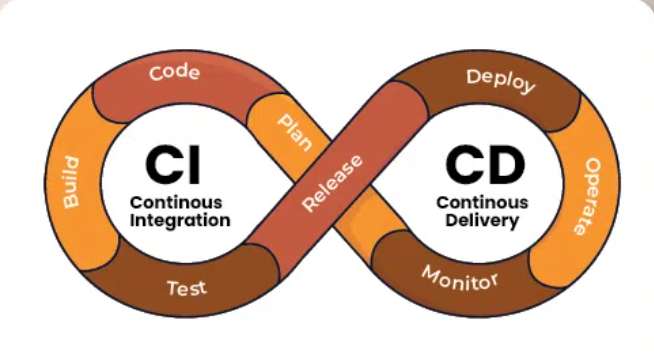 Code
Plan
Build
CI
Continous
Integration
Test
Release
Deploy
CD
Continous
Delivery
Operate
Monitor